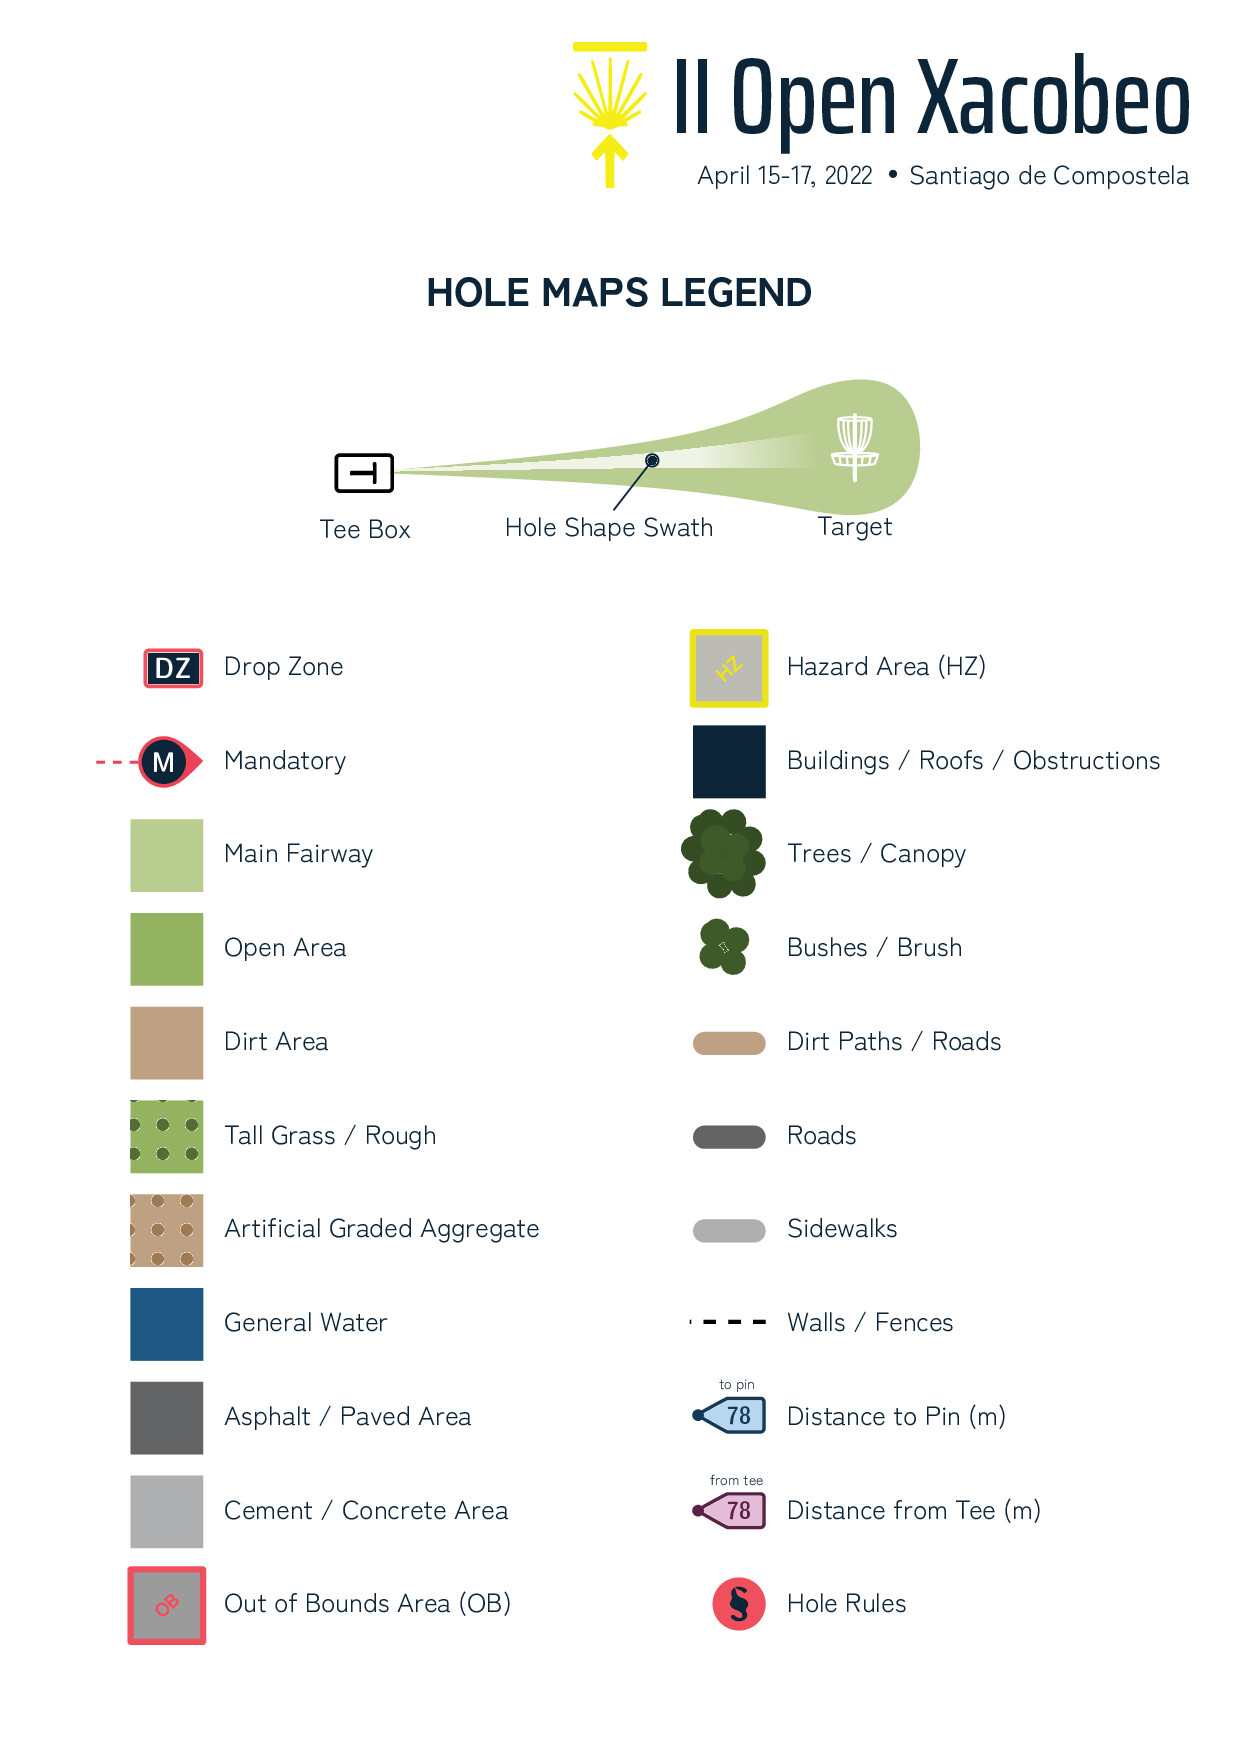 II Open Xacobeo
April 15-17, 2022 • Santiago de Compostela
HOLE MAPS LEGEND
Tee Box
Hole Shape Swath
Target
DZ Drop Zone
M Mandatory
Main Fairway
Open Area
Dirt Area
Tall Grass / Rough
Artificial Graded Aggregate
General Water
Asphalt / Paved Area
Cement / Concrete Area
OB Out of Bounds Area (OB)
HZ Hazard Area (HZ)
Buildings / Roofs / Obstructions
Trees / Canopy
Bushes / Brush
Dirt Paths / Roads
Roads
Sidewalks
Walls / Fences
to pin
78 Distance to Pin (m)
from tee
78 Distance from Tee (m)
§ Hole Rules